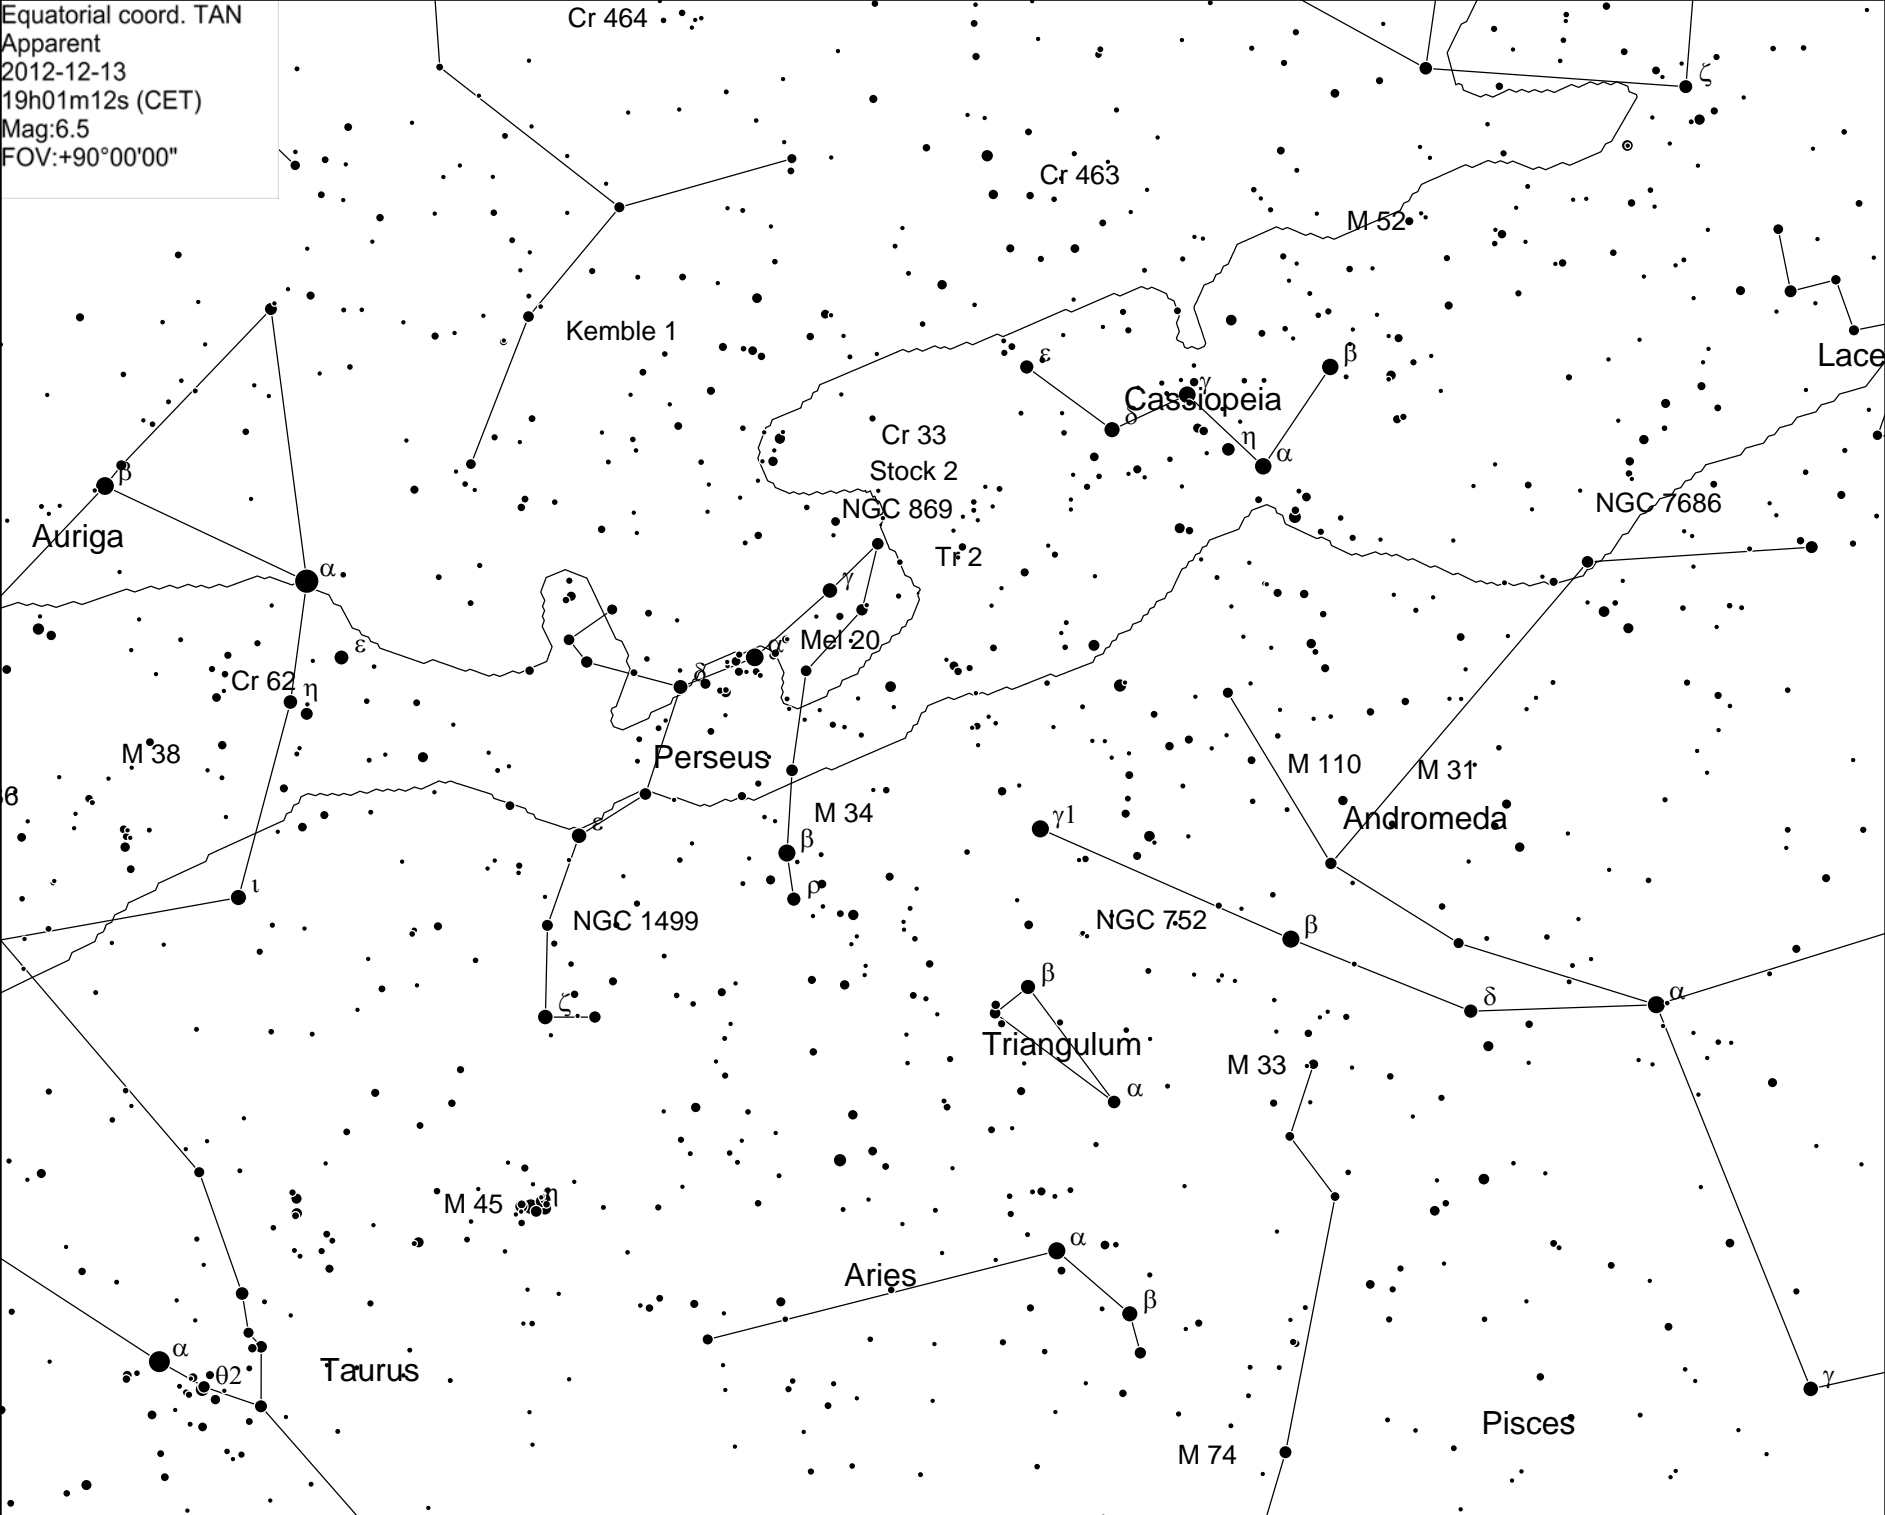 Equatorial coord. TAN
Apparent
2012-12-13
19h01m12s (CET)
Mag:6.5
FOV:+90°00'00"
Cr 464
ζ
Cr 463
M 52
Kemble 1
ε
γ
β
Lace
Cassiopeia
δ
Cr 33
η
α
β
Stock 2
NGC 869
NGC 7686
Auriga
Tr 2
α
γ
ε
Mel 20
α
δ
Cr 62
η
M 38
Perseus
M 110
M 31
6
M 34
γ1
Andromeda
ε
β
ι
ρ
NGC 1499
NGC 752
β
β
ζ
δ
α
Triangulum
M 33
α
M 45
η
α
Aries
β
α
Taurus
θ2
γ
Pisces
M 74